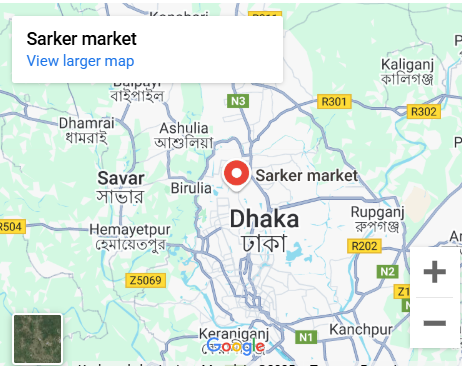 Sarker market
View larger map
R301
Kaliganj
কালিগঞ্জ
N3
R301
R302
বাইপাইল
Dhamrai
ধামরাই
Ashulia
আশুলিয়া
Savar
সাভার
Birulia
Sarker market
R504
Hemayetpur
হেমায়েতপুর
Dhaka
ঢাকা
Rupganj
রূপগঞ্জ
R202
N2
Z5069
Z1
Keraniganj
N1
Kanchpur
Google